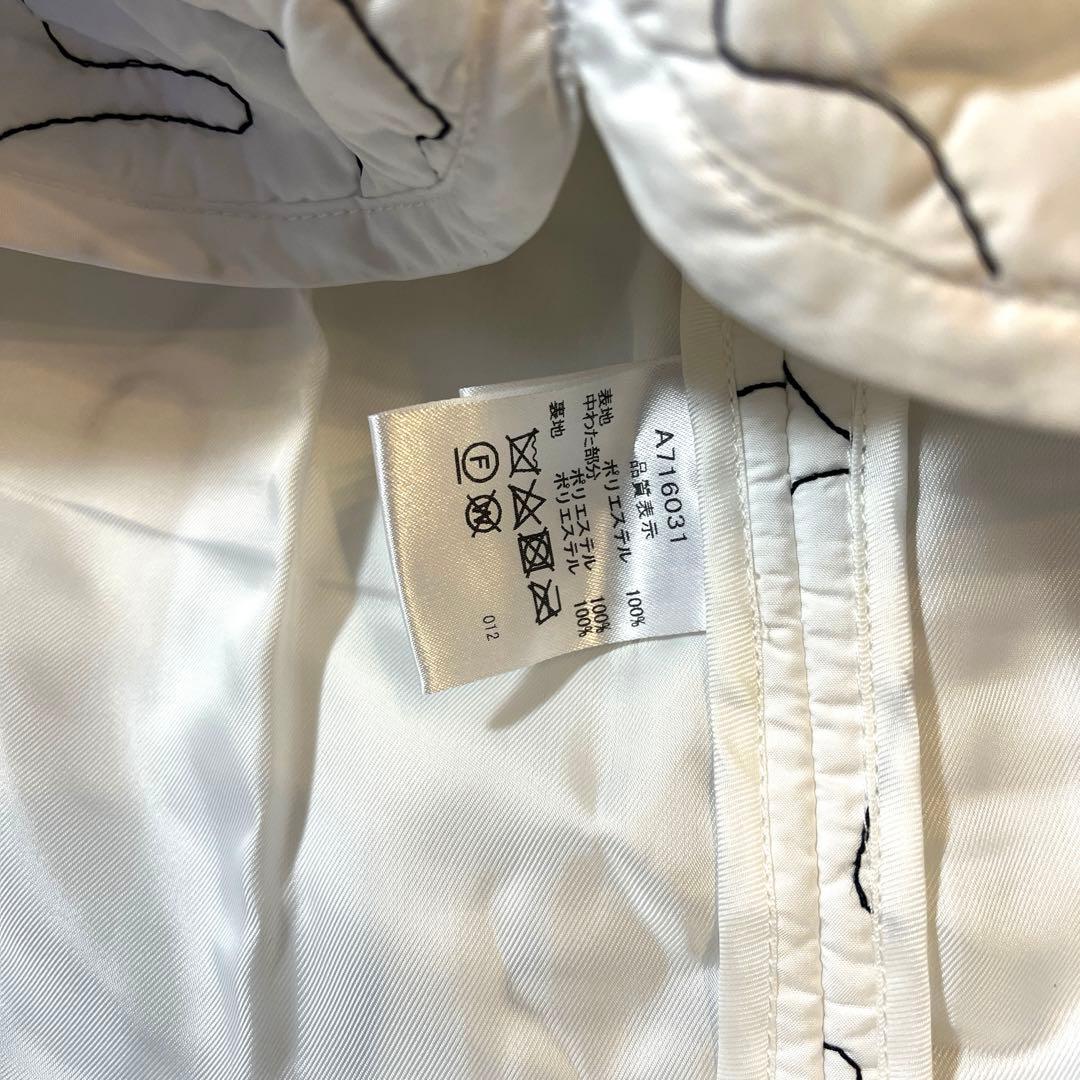 A716031
品質表示
表地 ポリエステル 100%
中わた部分 ポリエステル 100%
裏地 ポリエステル 100%
F
W
012